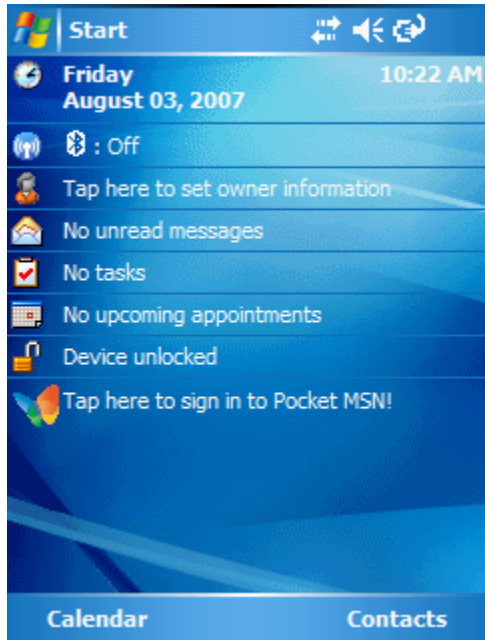 Start
Friday 10:22 AM
August 03, 2007
: Off
Tap here to set owner information
No unread messages
No tasks
No upcoming appointments
Device unlocked
Tap here to sign in to Pocket MSN!
Calendar Contacts